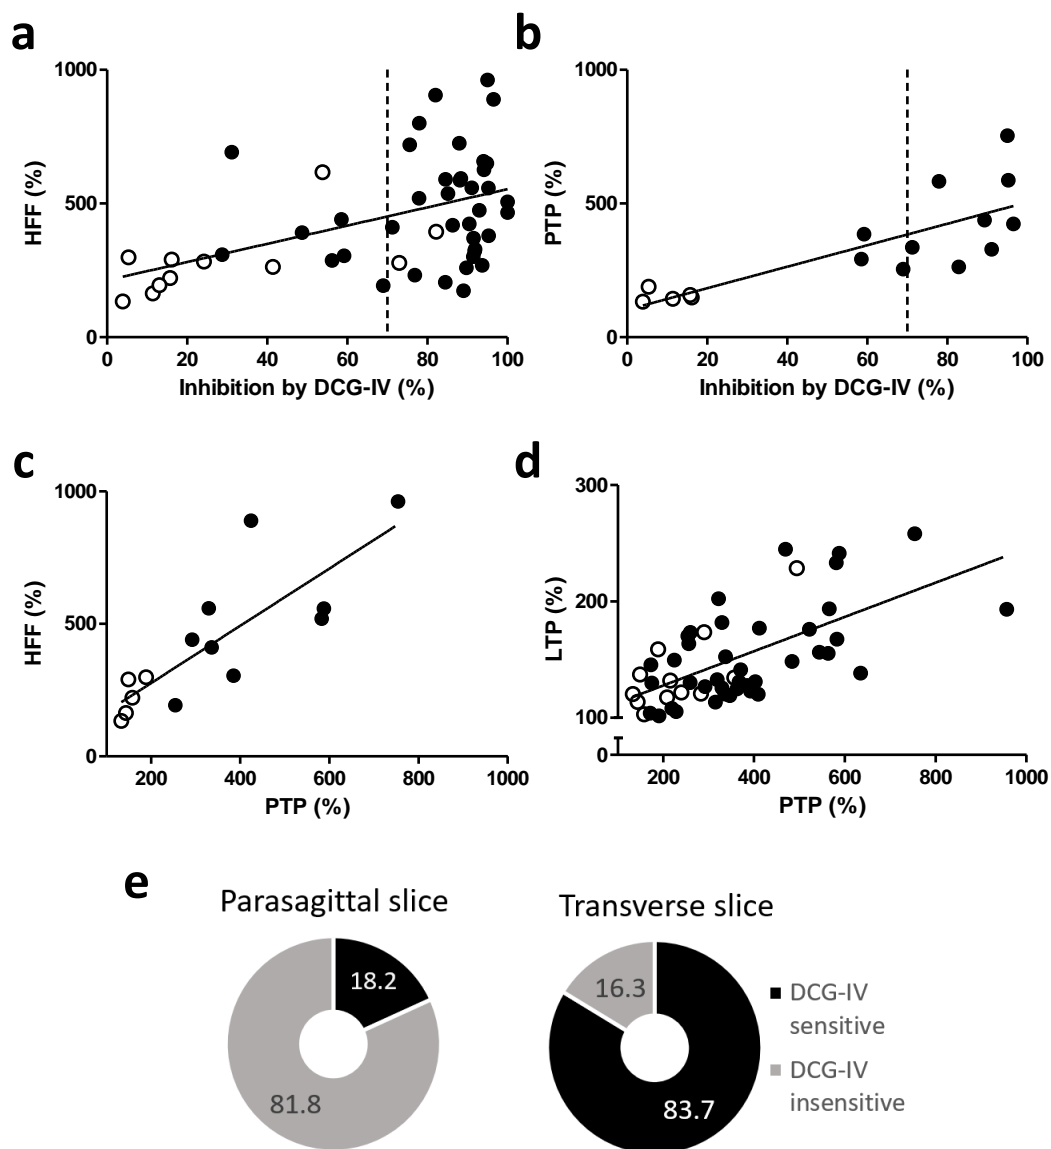 a
1000
500
0
HFF (%)
0 20 40 60 80 100
Inhibition by DCG-IV (%)
b
1000
500
0
PTP (%)
0 20 40 60 80 100
Inhibition by DCG-IV (%)
c
1000
500
0
HFF (%)
200 400 600 800 1000
PTP (%)
d
300
200
100
0
LTP (%)
200 400 600 800 1000
PTP (%)
e
Parasagittal slice
18.2
81.8
Transverse slice
16.3
83.7
DCG-IV
sensitive
DCG-IV
insensitive